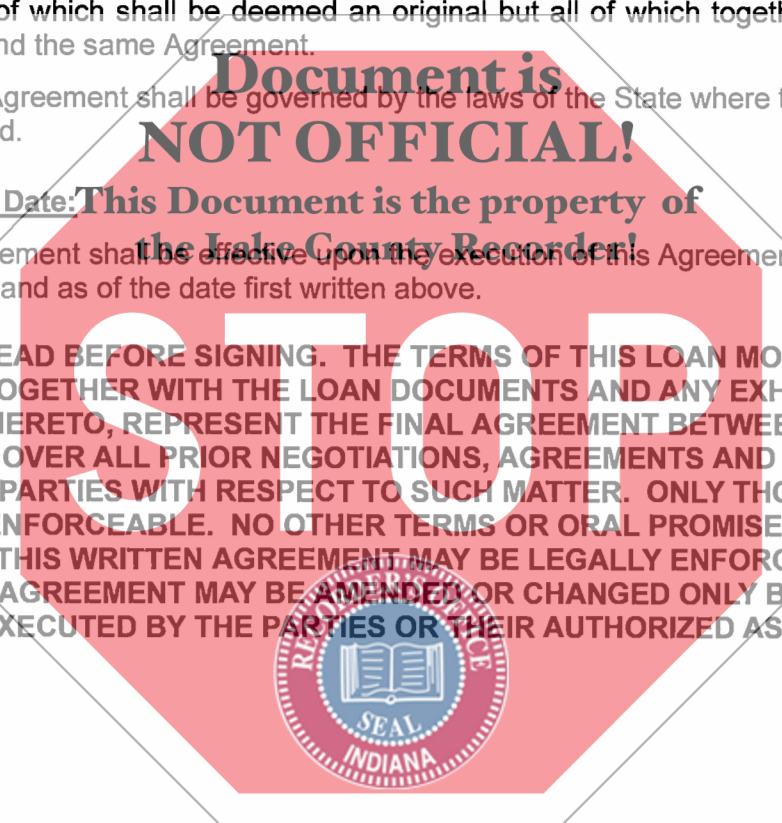 of which shall be deemed an original but all of which togeth
nd the same Agreement.
Document is
Agreement shall be governed by the laws of the State where t
d.
NOT OFFICIAL!
Date:
This Document is the property of
the Lake County Recorder!
ement shall be effective upon the execution of this Agreemen
and as of the date first written above.
STOP
EAD BEFORE SIGNING. THE TERMS OF THIS LOAN MO
OGETHER WITH THE LOAN DOCUMENTS AND ANY EXH
HERETO, REPRESENT THE FINAL AGREEMENT BETWEE
OVER ALL PRIOR NEGOTIATIONS, AGREEMENTS AND
PARTIES WITH RESPECT TO SUCH MATTER. ONLY THO
ENFORCEABLE. NO OTHER TERMS OR ORAL PROMISE
THIS WRITTEN AGREEMENT MAY BE LEGALLY ENFORC
AGREEMENT MAY BE AMENDED OR CHANGED ONLY B
XECUTED BY THE PARTIES OR THEIR AUTHORIZED AS
RECORDER'S OFFICE
SEAL
INDIANA